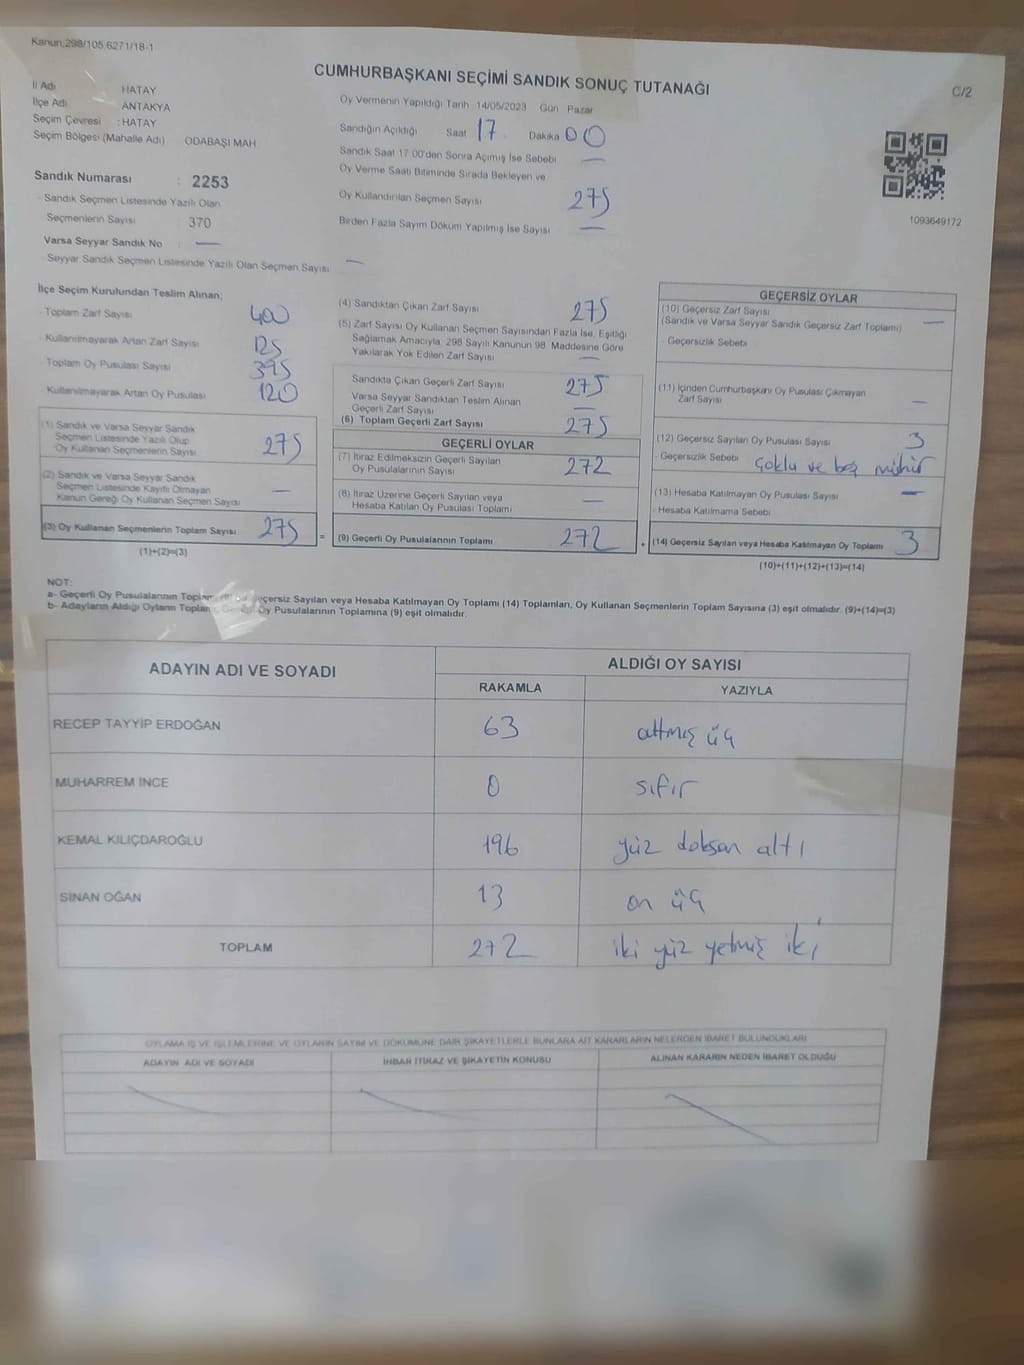 Kanun.298/105.6271/18-1
CUMHURBAŞKANI SEÇİMİ SANDIK SONUÇ TUTANAĞI
C/2
İl Adı HATAY
İlçe Adı ANTAKYA
Seçim Çevresi : HATAY
Seçim Bölgesi (Mahalle Adı) ODABAŞI MAH
Oy Vermenin Yapıldığı Tarih 14/05/2023 Gün Pazar
Sandığın Açıldığı Saat 17 Dakika 00
Sandık Saat 17:00'den Sonra Açımış İse Sebebi —
Oy Verme Saati Bitiminde Sırada Bekleyen ve
Oy Kullandırılan Seçmen Sayısı 275
Birden Fazla Sayım Döküm Yapılmış İse Sayısı —
1093649172
Sandık Numarası : 2253
Sandık Seçmen Listesinde Yazılı Olan
Seçmenlerin Sayısı : 370
Varsa Seyyar Sandık No : —
Seyyar Sandık Seçmen Listesinde Yazılı Olan Seçmen Sayısı —
İlçe Seçim Kurulundan Teslim Alınan;
Toplam Zarf Sayısı 400
Kullanılmayarak Artan Zarf Sayısı 125
Toplam Oy Pusulası Sayısı 395
Kullanılmayarak Artan Oy Pusulası 120
(1) Sandık ve Varsa Seyyar Sandık
Seçmen Listesinde Yazılı Olup
Oy Kullanan Seçmenlerin Sayısı 275
(2) Sandık ve Varsa Seyyar Sandık
Seçmen Listesinde Kayıtlı Olmayan
Kanun Gereği Oy Kullanan Seçmen Sayısı —
(3) Oy Kullanan Seçmenlerin Toplam Sayısı 275 =
(1)+(2)=(3)
(4) Sandıktan Çıkan Zarf Sayısı 275
(5) Zarf Sayısı Oy Kullanan Seçmen Sayısından Fazla İse, Eşitliği
Sağlamak Amacıyla, 298 Sayılı Kanunun 98. Maddesine Göre
Yakılarak Yok Edilen Zarf Sayısı —
Sandıkta Çıkan Geçerli Zarf Sayısı 275
Varsa Seyyar Sandıktan Teslim Alınan
Geçerli Zarf Sayısı —
(6) Toplam Geçerli Zarf Sayısı 275
GEÇERLİ OYLAR
(7) İtiraz Edilmeksizin Geçerli Sayılan
Oy Pusulalarının Sayısı 272
(8) İtiraz Üzerine Geçerli Sayılan veya
Hesaba Katılan Oy Pusulası Toplamı —
(9) Geçerli Oy Pusulalarının Toplamı 272 +
GEÇERSİZ OYLAR
(10) Geçersiz Zarf Sayısı
(Sandık ve Varsa Seyyar Sandık Geçersiz Zarf Toplamı) —
Geçersizlik Sebebi
(11) İçinden Cumhurbaşkanı Oy Pusulası Çıkmayan
Zarf Sayısı —
(12) Geçersiz Sayılan Oy Pusulası Sayısı 3
Geçersizlik Sebebi çoklu ve boş mühür
(13) Hesaba Katılmayan Oy Pusulası Sayısı —
Hesaba Katılmama Sebebi
(14) Geçersiz Sayılan veya Hesaba Katılmayan Oy Toplamı 3
(10)+(11)+(12)+(13)=(14)
NOT:
a- Geçerli Oy Pusulalarının Geçersiz Sayılan veya Hesaba Katılmayan Oy Toplamı (14) Toplamları, Oy Kullanan Seçmenlerin Toplam Sayısına (3) eşit olmalıdır. (9)+(14)=(3)
b- Adayların Aldığı Oyların Oy Pusulalarının Toplamına (9) eşit olmalıdır.
ADAYIN ADI VE SOYADI ALDIĞI OY SAYISI
RAKAMLA YAZIYLA
RECEP TAYYİP ERDOĞAN 63 altmış üç
MUHARREM İNCE 0 sıfır
KEMAL KILIÇDAROĞLU 196 yüz doksan altı
SİNAN OĞAN 13 on üç
TOPLAM 272 iki yüz yetmiş iki
OYLAMA İŞ VE İŞLEMLERİNE VE OYLARIN SAYIM VE DÖKÜMÜNE DAİR ŞİKAYETLERLE BUNLARA AİT KARARLARIN NELERDEN İBARET BULUNDUKLARI
ADAYIN ADI VE SOYADI İHBAR İTİRAZ VE ŞİKAYETİN KONUSU ALINAN KARARIN NEDEN İBARET OLDUĞU